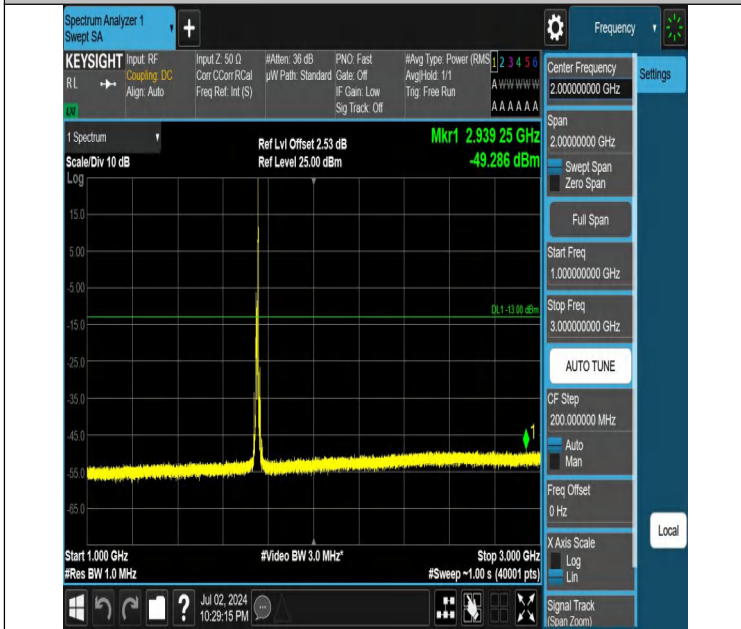 Spectrum Analyzer 1
Swept SA
+
Frequency
KEYSIGHT
RL
LXI
Input: RF
Coupling: DC
Align: Auto
Input Z: 50 Ω
Corr CCorr RCal
Freq Ref: Int (S)
#Atten: 36 dB
µW Path: Standard
PNO: Fast
Gate: Off
IF Gain: Low
Sig Track: Off
#Avg Type: Power (RMS
Avg|Hold: 1/1
Trig: Free Run
1 2 3 4 5 6
A W W W W W
A A A A A A
1 Spectrum
Scale/Div 10 dB
Log
Ref Lvl Offset 2.53 dB
Ref Level 25.00 dBm
Mkr1 2.939 25 GHz
-49.286 dBm
15.0
5.00
-5.00
-15.0
-25.0
-35.0
-45.0
-55.0
-65.0
DL1 -13.00 dBm
1
Start 1.000 GHz
#Res BW 1.0 MHz
#Video BW 3.0 MHz*
Stop 3.000 GHz
#Sweep ~1.00 s (40001 pts)
?
Jul 02, 2024
10:29:15 PM
Center Frequency
2.000000000 GHz
Settings
Span
2.00000000 GHz
Swept Span
Zero Span
Full Span
Start Freq
1.000000000 GHz
Stop Freq
3.000000000 GHz
AUTO TUNE
CF Step
200.000000 MHz
Auto
Man
Freq Offset
0 Hz
X Axis Scale
Log
Lin
Local
Signal Track
(Span Zoom)